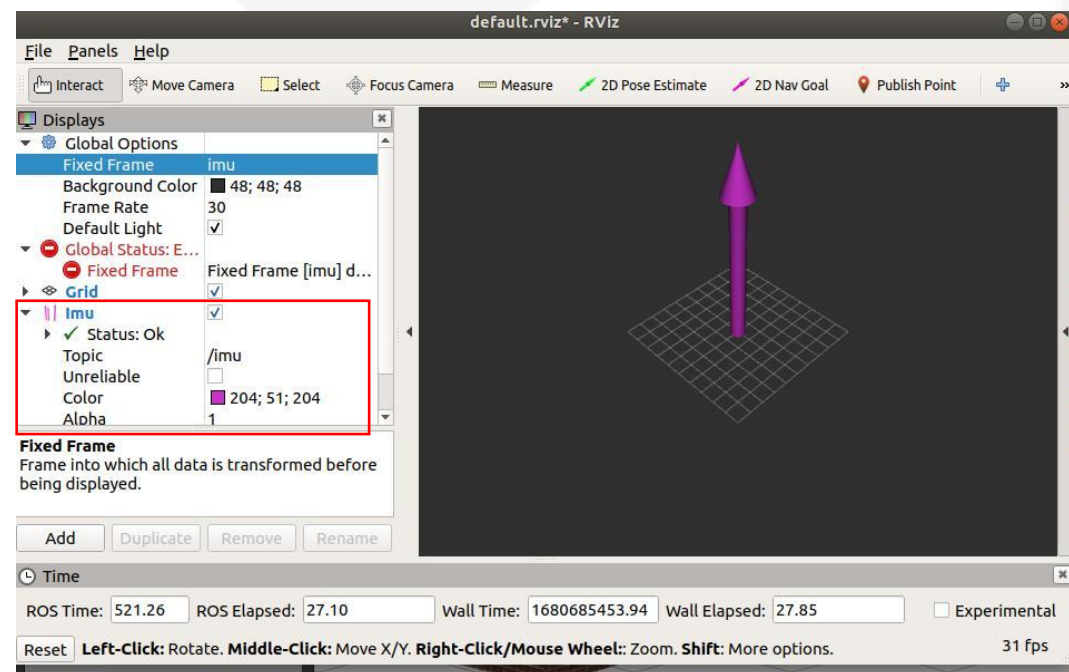 default.rviz* - RViz
File Panels Help
Interact Move Camera Select Focus Camera Measure 2D Pose Estimate 2D Nav Goal Publish Point »
Displays
Global Options
Fixed Frame imu
Background Color 48; 48; 48
Frame Rate 30
Default Light
Global Status: E...
Fixed Frame Fixed Frame [imu] d...
Grid
Imu
Status: Ok
Topic /imu
Unreliable
Color 204; 51; 204
Alpha 1
Fixed Frame
Frame into which all data is transformed before
being displayed.
Add Duplicate Remove Rename
Time
ROS Time: 521.26 ROS Elapsed: 27.10 Wall Time: 1680685453.94 Wall Elapsed: 27.85 Experimental
Reset Left-Click: Rotate. Middle-Click: Move X/Y. Right-Click/Mouse Wheel:: Zoom. Shift: More options. 31 fps